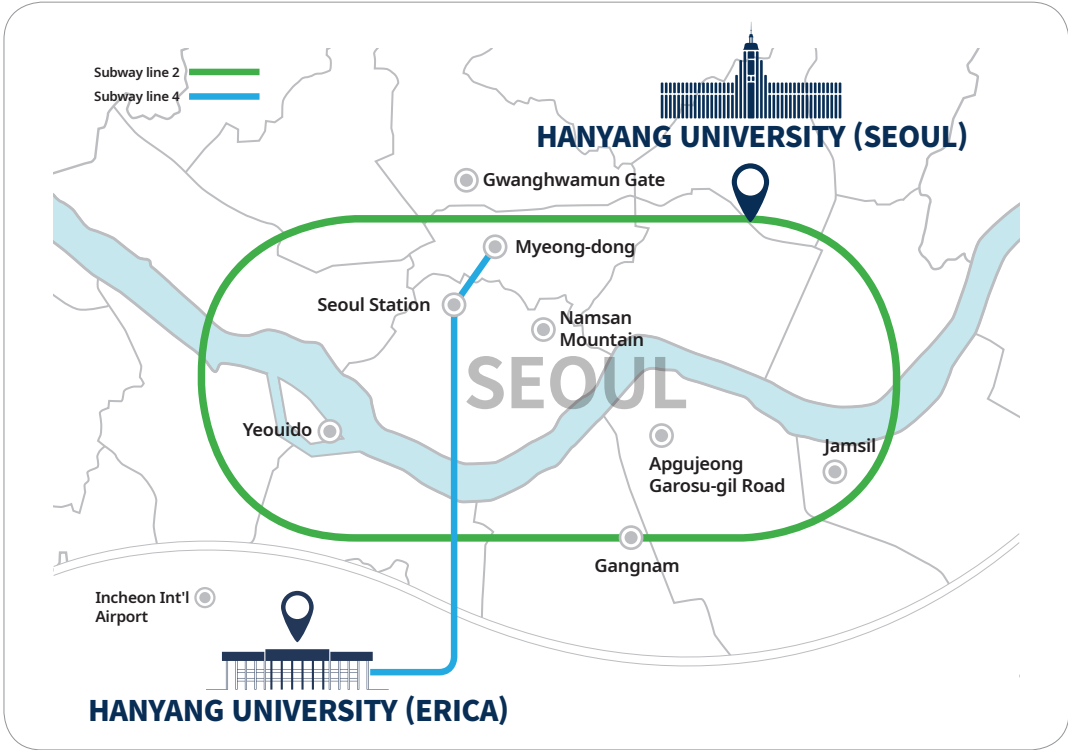 Subway line 2
Subway line 4
HANYANG UNIVERSITY (SEOUL)
Gwanghwamun Gate
Myeong-dong
Seoul Station
Namsan
Mountain
SEOUL
Yeouido
Jamsil
Apgujeong
Garosu-gil Road
Gangnam
Incheon Int'l
Airport
HANYANG UNIVERSITY (ERICA)